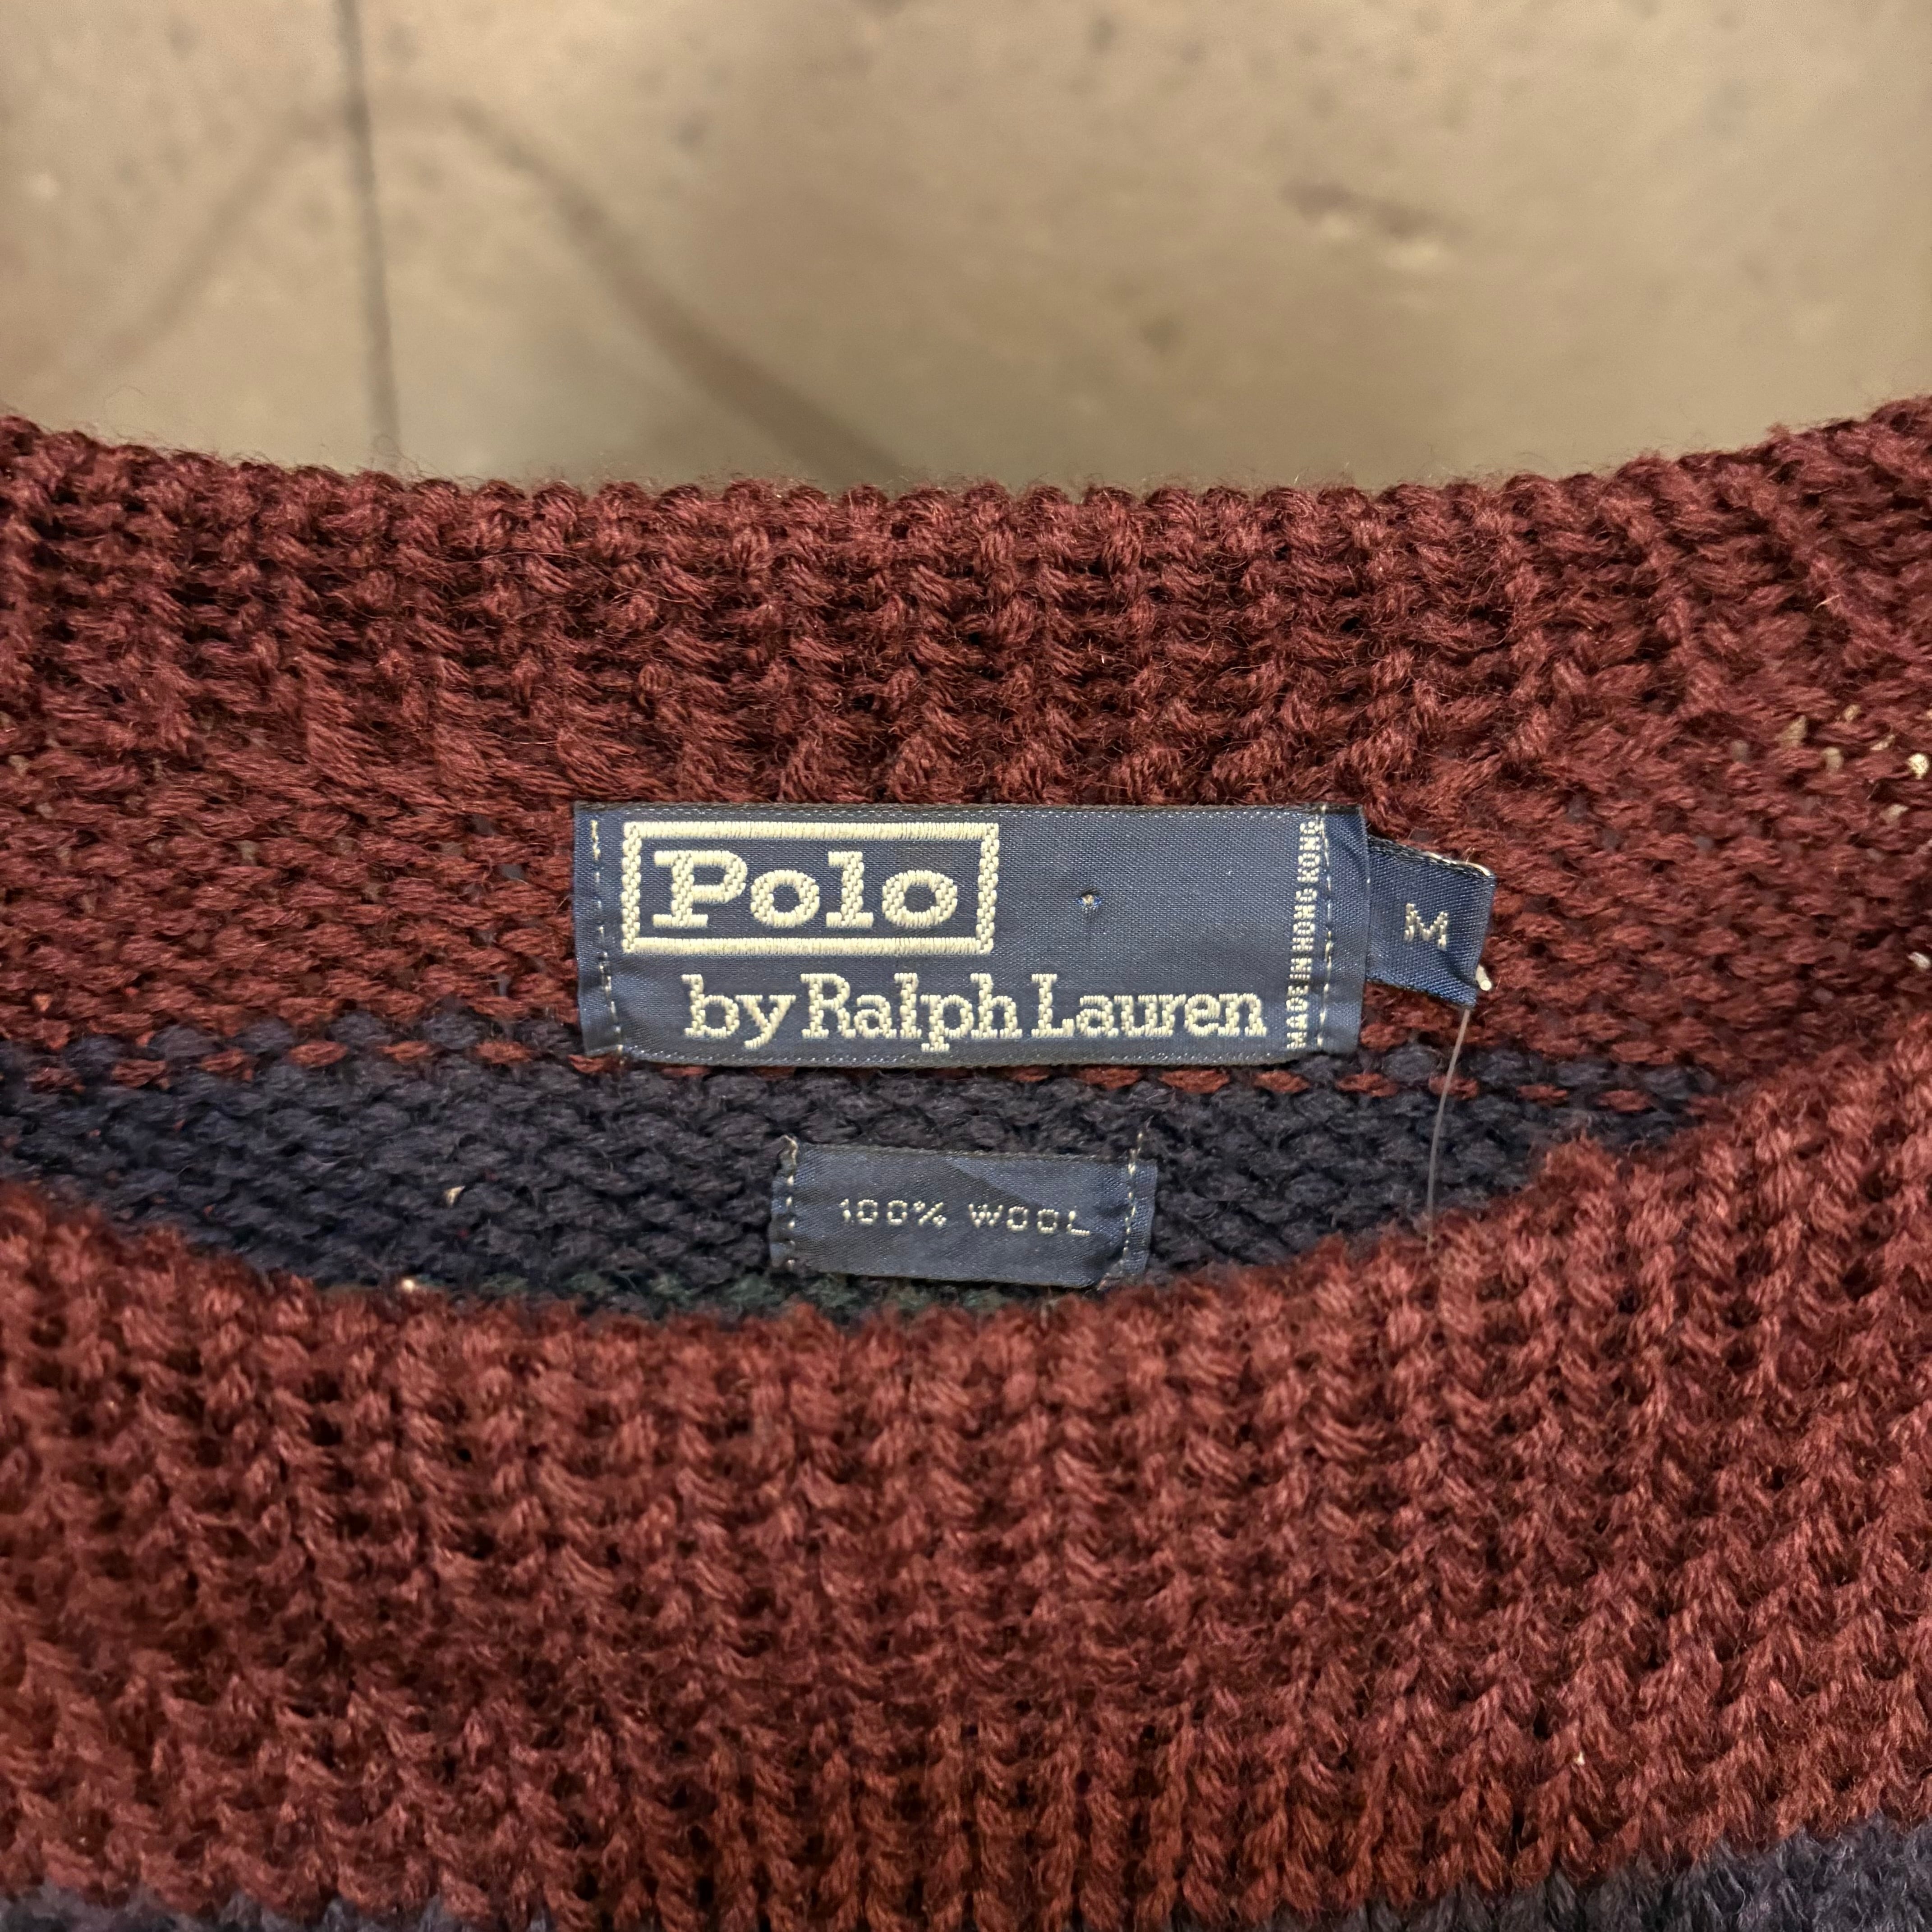 Polo
by Ralph Lauren
MADE IN HONG KONG
M
100% WOOL